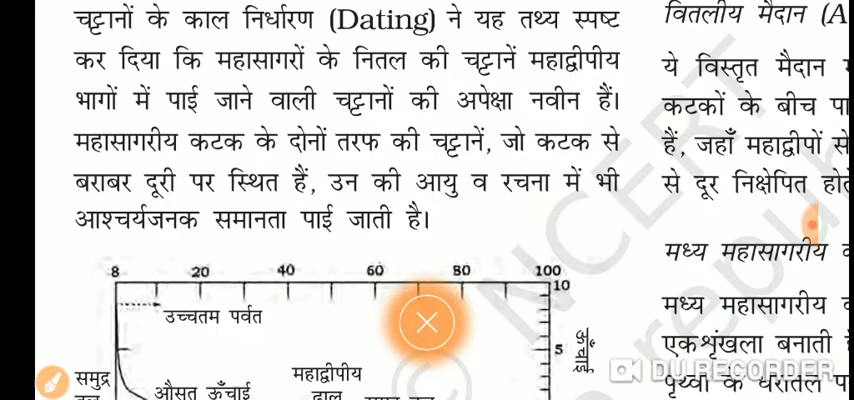 चट्टानों के काल निर्धारण (Dating) ने यह तथ्य स्पष्ट
कर दिया कि महासागरों के नितल की चट्टानें महाद्वीपीय
भागों में पाई जाने वाली चट्टानों की अपेक्षा नवीन हैं।
महासागरीय कटक के दोनों तरफ की चट्टानें, जो कटक से
बराबर दूरी पर स्थित हैं, उन की आयु व रचना में भी
आश्चर्यजनक समानता पाई जाती है।
8 20 40 60 80 100
10
उच्चतम पर्वत
ऊँचाई
5
समुद्र
महाद्वीपीय
औसत ऊँचाई
ढाल
वितलीय मैदान (A
ये विस्तृत मैदान
कटकों के बीच पा
हैं, जहाँ महाद्वीपों से
से दूर निक्षेपित होते
मध्य महासागरीय क
मध्य महासागरीय क
एक शृंखला बनाती है
पृथ्वी के धरातल प
© NCERT
republ
DU RECORDER